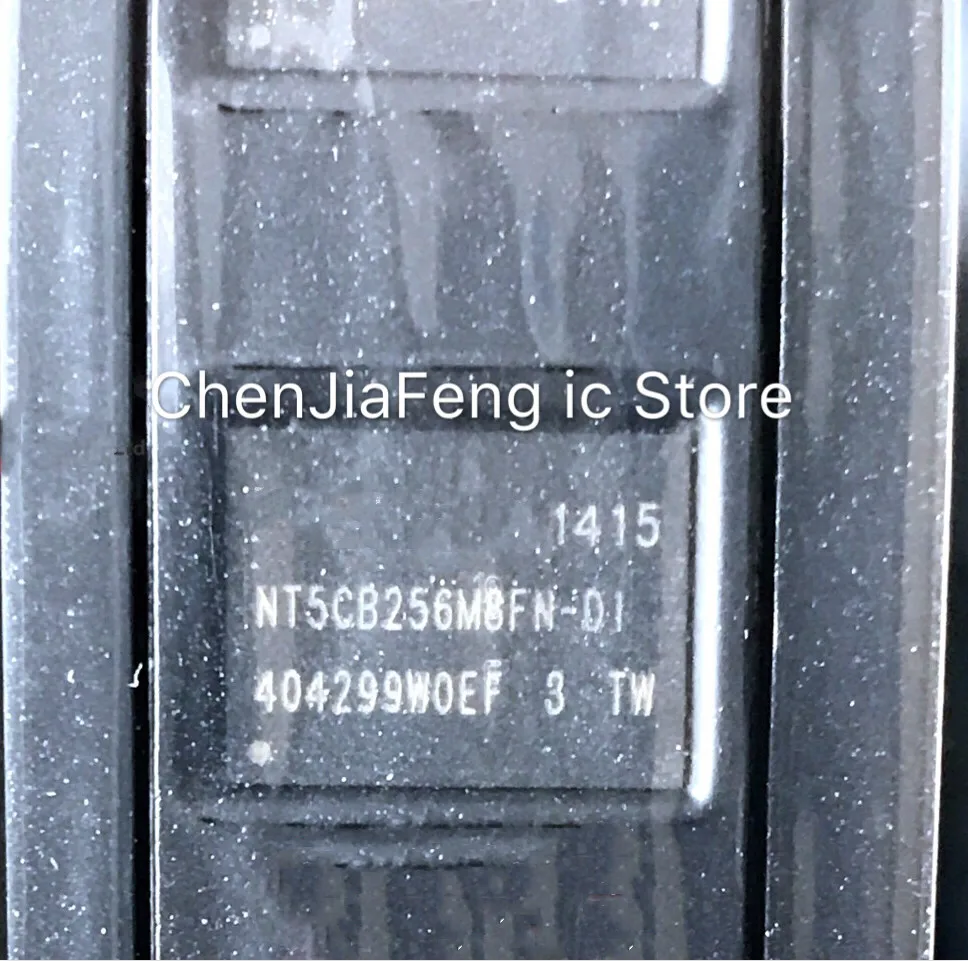 ChenJiaFeng ic Store
1415
NT5CB256M8FN-DI
404299W0EF 3 TW